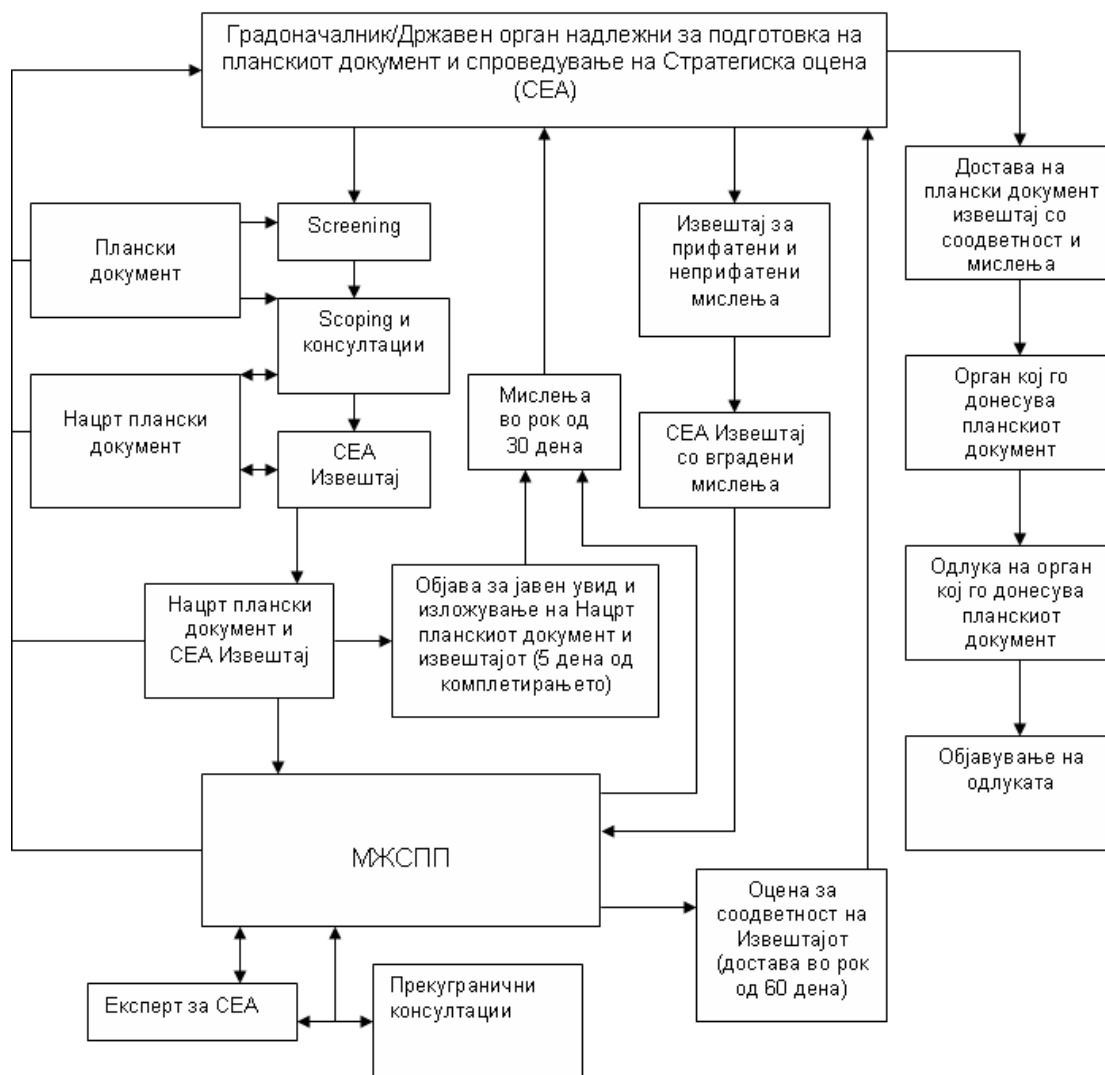 Градоначалник/Државен орган надлежни за подготовка на
планскиот документ и спроведување на Стратегиска оцена
(СЕА)
Плански
документ
Screening
Scoping и
консултации
Нацрт плански
документ
СЕА
Извештај
Мислења
во рок од
30 дена
Извештај за
прифатени и
неприфатени
мислења
СЕА Извештај
со вградени
мислења
Достава на
плански документ
извештај со
соодветност и
мислења
Орган кој го
донесува
планскиот
документ
Одлука на орган
кој го донесува
планскиот
документ
Објавување на
одлуката
Нацрт плански
документ и
СЕА Извештај
Објава за јавен увид и
изложување на Нацрт
планскиот документ и
извештајот (5 дена од
комплетирањето)
МЖСПП
Оцена за
соодветност на
Извештајот
(достава во рок
од 60 дена)
Експерт за СЕА
Прекугранични
консултации